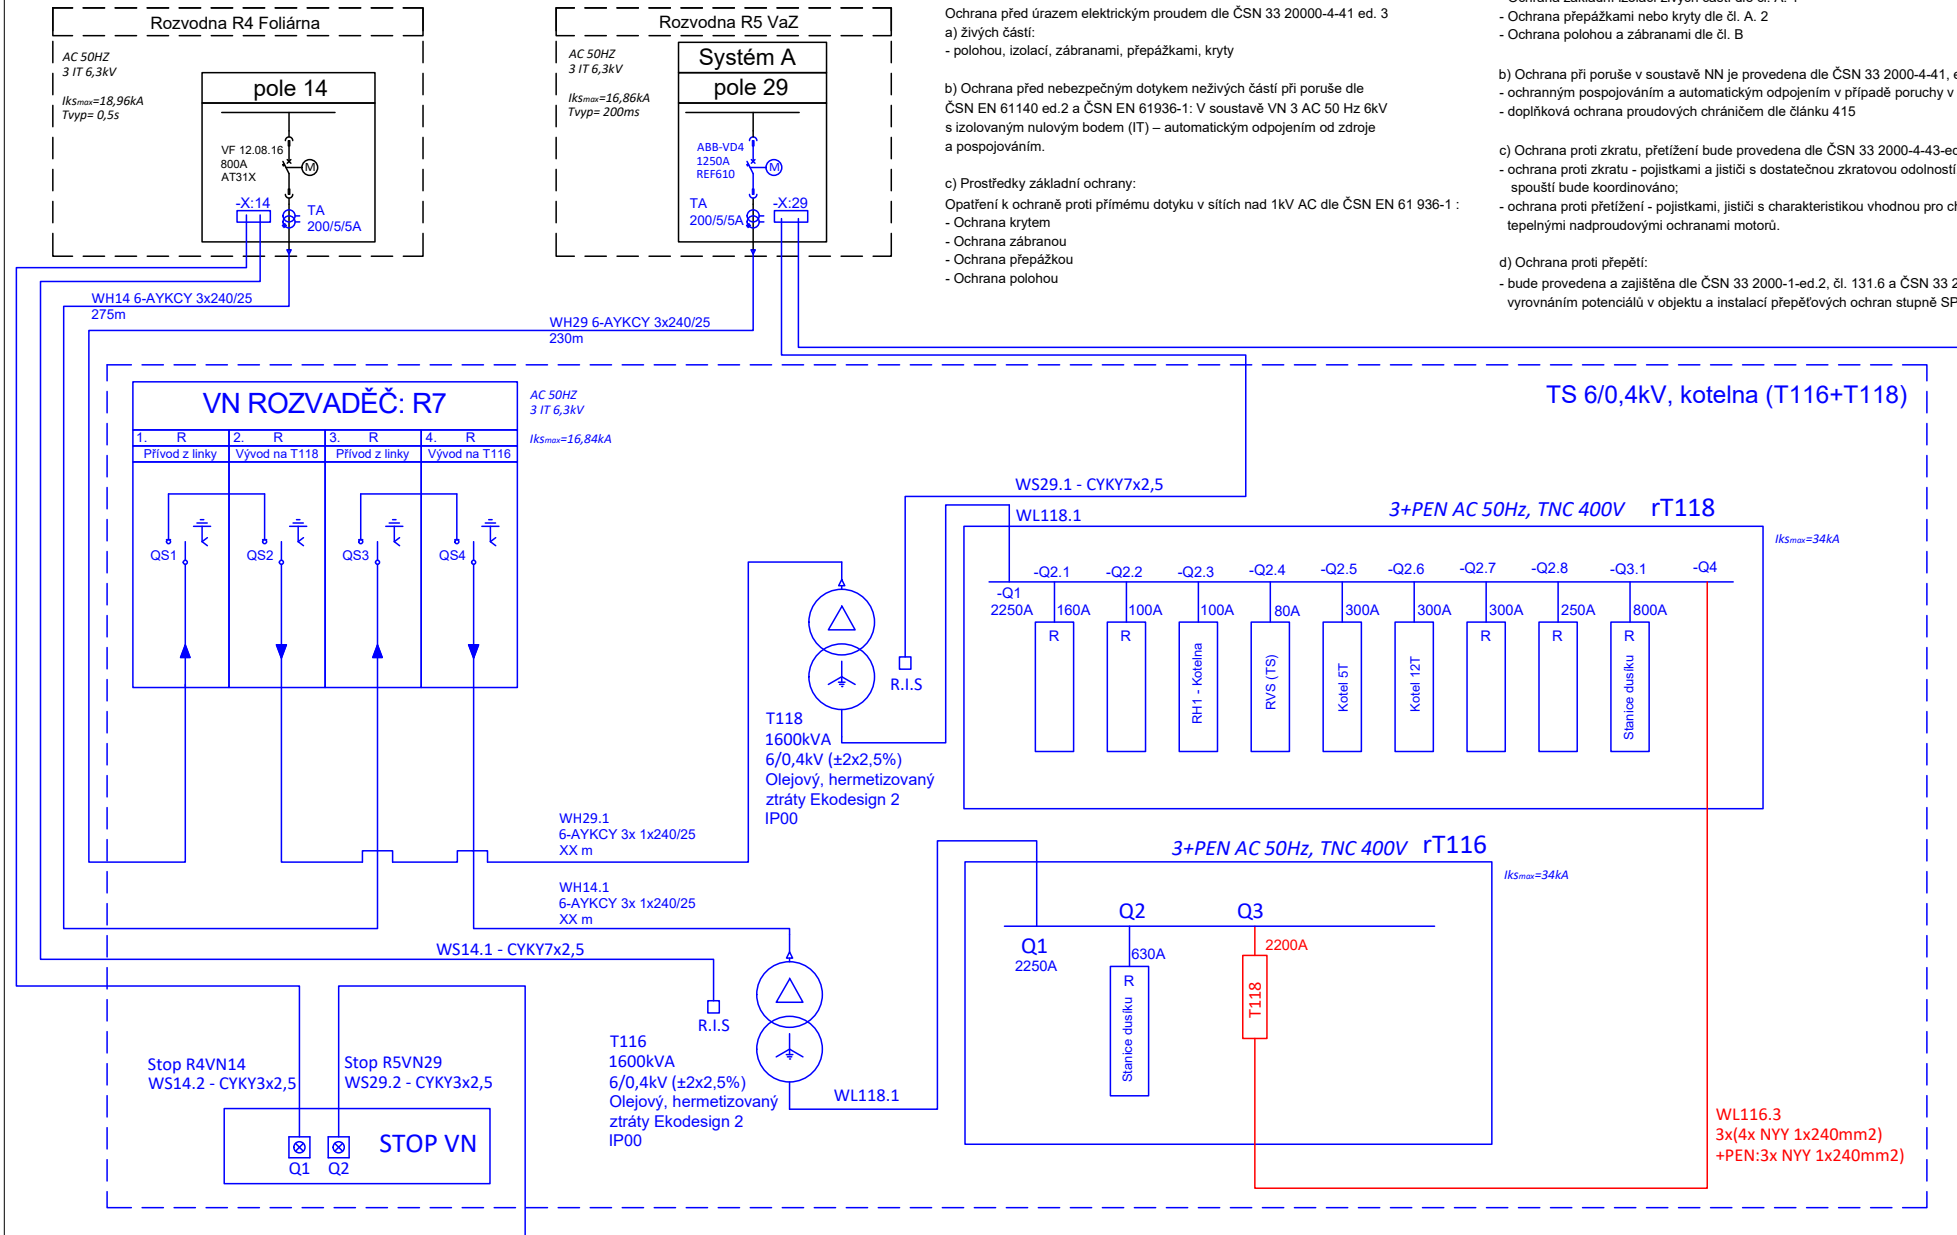 Rozvodna R4 Foliárna
AC 50HZ
3 IT 6,3kV
Iksmax=18,96kA
Tvyp= 0,5s
pole 14
VF 12.08.16
800A
AT31X
M
-X:14
TA
200/5/5A
WH14 6-AYKCY 3x240/25
275m
Rozvodna R5 VaZ
AC 50HZ
3 IT 6,3kV
Iksmax=16,86kA
Tvyp= 200ms
Systém A
pole 29
ABB-VD4
1250A
REF610
M
TA
200/5/5A
-X:29
WH29 6-AYKCY 3x240/25
230m
Ochrana před úrazem elektrickým proudem dle ČSN 33 20000-4-41 ed. 3
a) živých částí:
- polohou, izolací, zábranami, přepážkami, kryty
b) Ochrana před nebezpečným dotykem neživých částí při poruše dle
ČSN EN 61140 ed.2 a ČSN EN 61936-1: V soustavě VN 3 AC 50 Hz 6kV
s izolovaným nulovým bodem (IT) – automatickým odpojením od zdroje
a pospojováním.
c) Prostředky základní ochrany:
Opatření k ochraně proti přímému dotyku v sítích nad 1kV AC dle ČSN EN 61 936-1 :
- Ochrana krytem
- Ochrana zábranou
- Ochrana přepážkou
- Ochrana polohou
- Ochrana přepážkami nebo kryty dle čl. A. 2
- Ochrana polohou a zábranami dle čl. B
b) Ochrana při poruše v soustavě NN je provedena dle ČSN 33 2000-4-41,
- ochranným pospojováním a automatickým odpojením v případě poruchy v
- doplňková ochrana proudových chráničem dle článku 415
c) Ochrana proti zkratu, přetížení bude provedena dle ČSN 33 2000-4-43-ed
- ochrana proti zkratu - pojistkami a jističi s dostatečnou zkratovou odolností
spouští bude koordinováno;
- ochrana proti přetížení - pojistkami, jističi s charakteristikou vhodnou pro
tepelnými nadproudovými ochranami motorů.
d) Ochrana proti přepětí:
- bude provedena a zajištěna dle ČSN 33 2000-1-ed.2, čl. 131.6 a ČSN 33 2
vyrovnáním potenciálů v objektu a instalací přepěťových ochran stupně SP
TS 6/0,4kV, kotelna (T116+T118)
VN ROZVADĚČ: R7
AC 50HZ
3 IT 6,3kV
Iksmax=16,84kA
1. R
2. R
3. R
4. R
Přívod z linky
Vývod na T118
Přívod z linky
Vývod na T116
QS1
QS2
QS3
QS4
WS29.1 - CYKY7x2,5
WL118.1
R.I.S
T118
1600kVA
6/0,4kV (±2x2,5%)
Olejový, hermetizovaný
ztráty Ekodesign 2
IP00
3+PEN AC 50Hz, TNC 400V rT118
Iksmax=34kA
-Q1
2250A
-Q2.1
160A
R
-Q2.2
100A
R
-Q2.3
100A
RH1 - Kotelna
-Q2.4
80A
RVS (TS)
-Q2.5
300A
Kotel 5T
-Q2.6
300A
Kotel 12T
-Q2.7
300A
R
-Q2.8
250A
R
-Q3.1
800A
R
Stanice dusíku
-Q4
WH29.1
6-AYKCY 3x 1x240/25
XX m
WH14.1
6-AYKCY 3x 1x240/25
XX m
WS14.1 - CYKY7x2,5
R.I.S
T116
1600kVA
6/0,4kV (±2x2,5%)
Olejový, hermetizovaný
ztráty Ekodesign 2
IP00
WL118.1
3+PEN AC 50Hz, TNC 400V rT116
Iksmax=34kA
Q1
2250A
Q2
630A
R
Stanice dusíku
Q3
2200A
T118
WL116.3
3x(4x NYY 1x240mm2)
+PEN:3x NYY 1x240mm2)
Stop R4VN14
WS14.2 - CYKY3x2,5
Stop R5VN29
WS29.2 - CYKY3x2,5
STOP VN
Q1
Q2